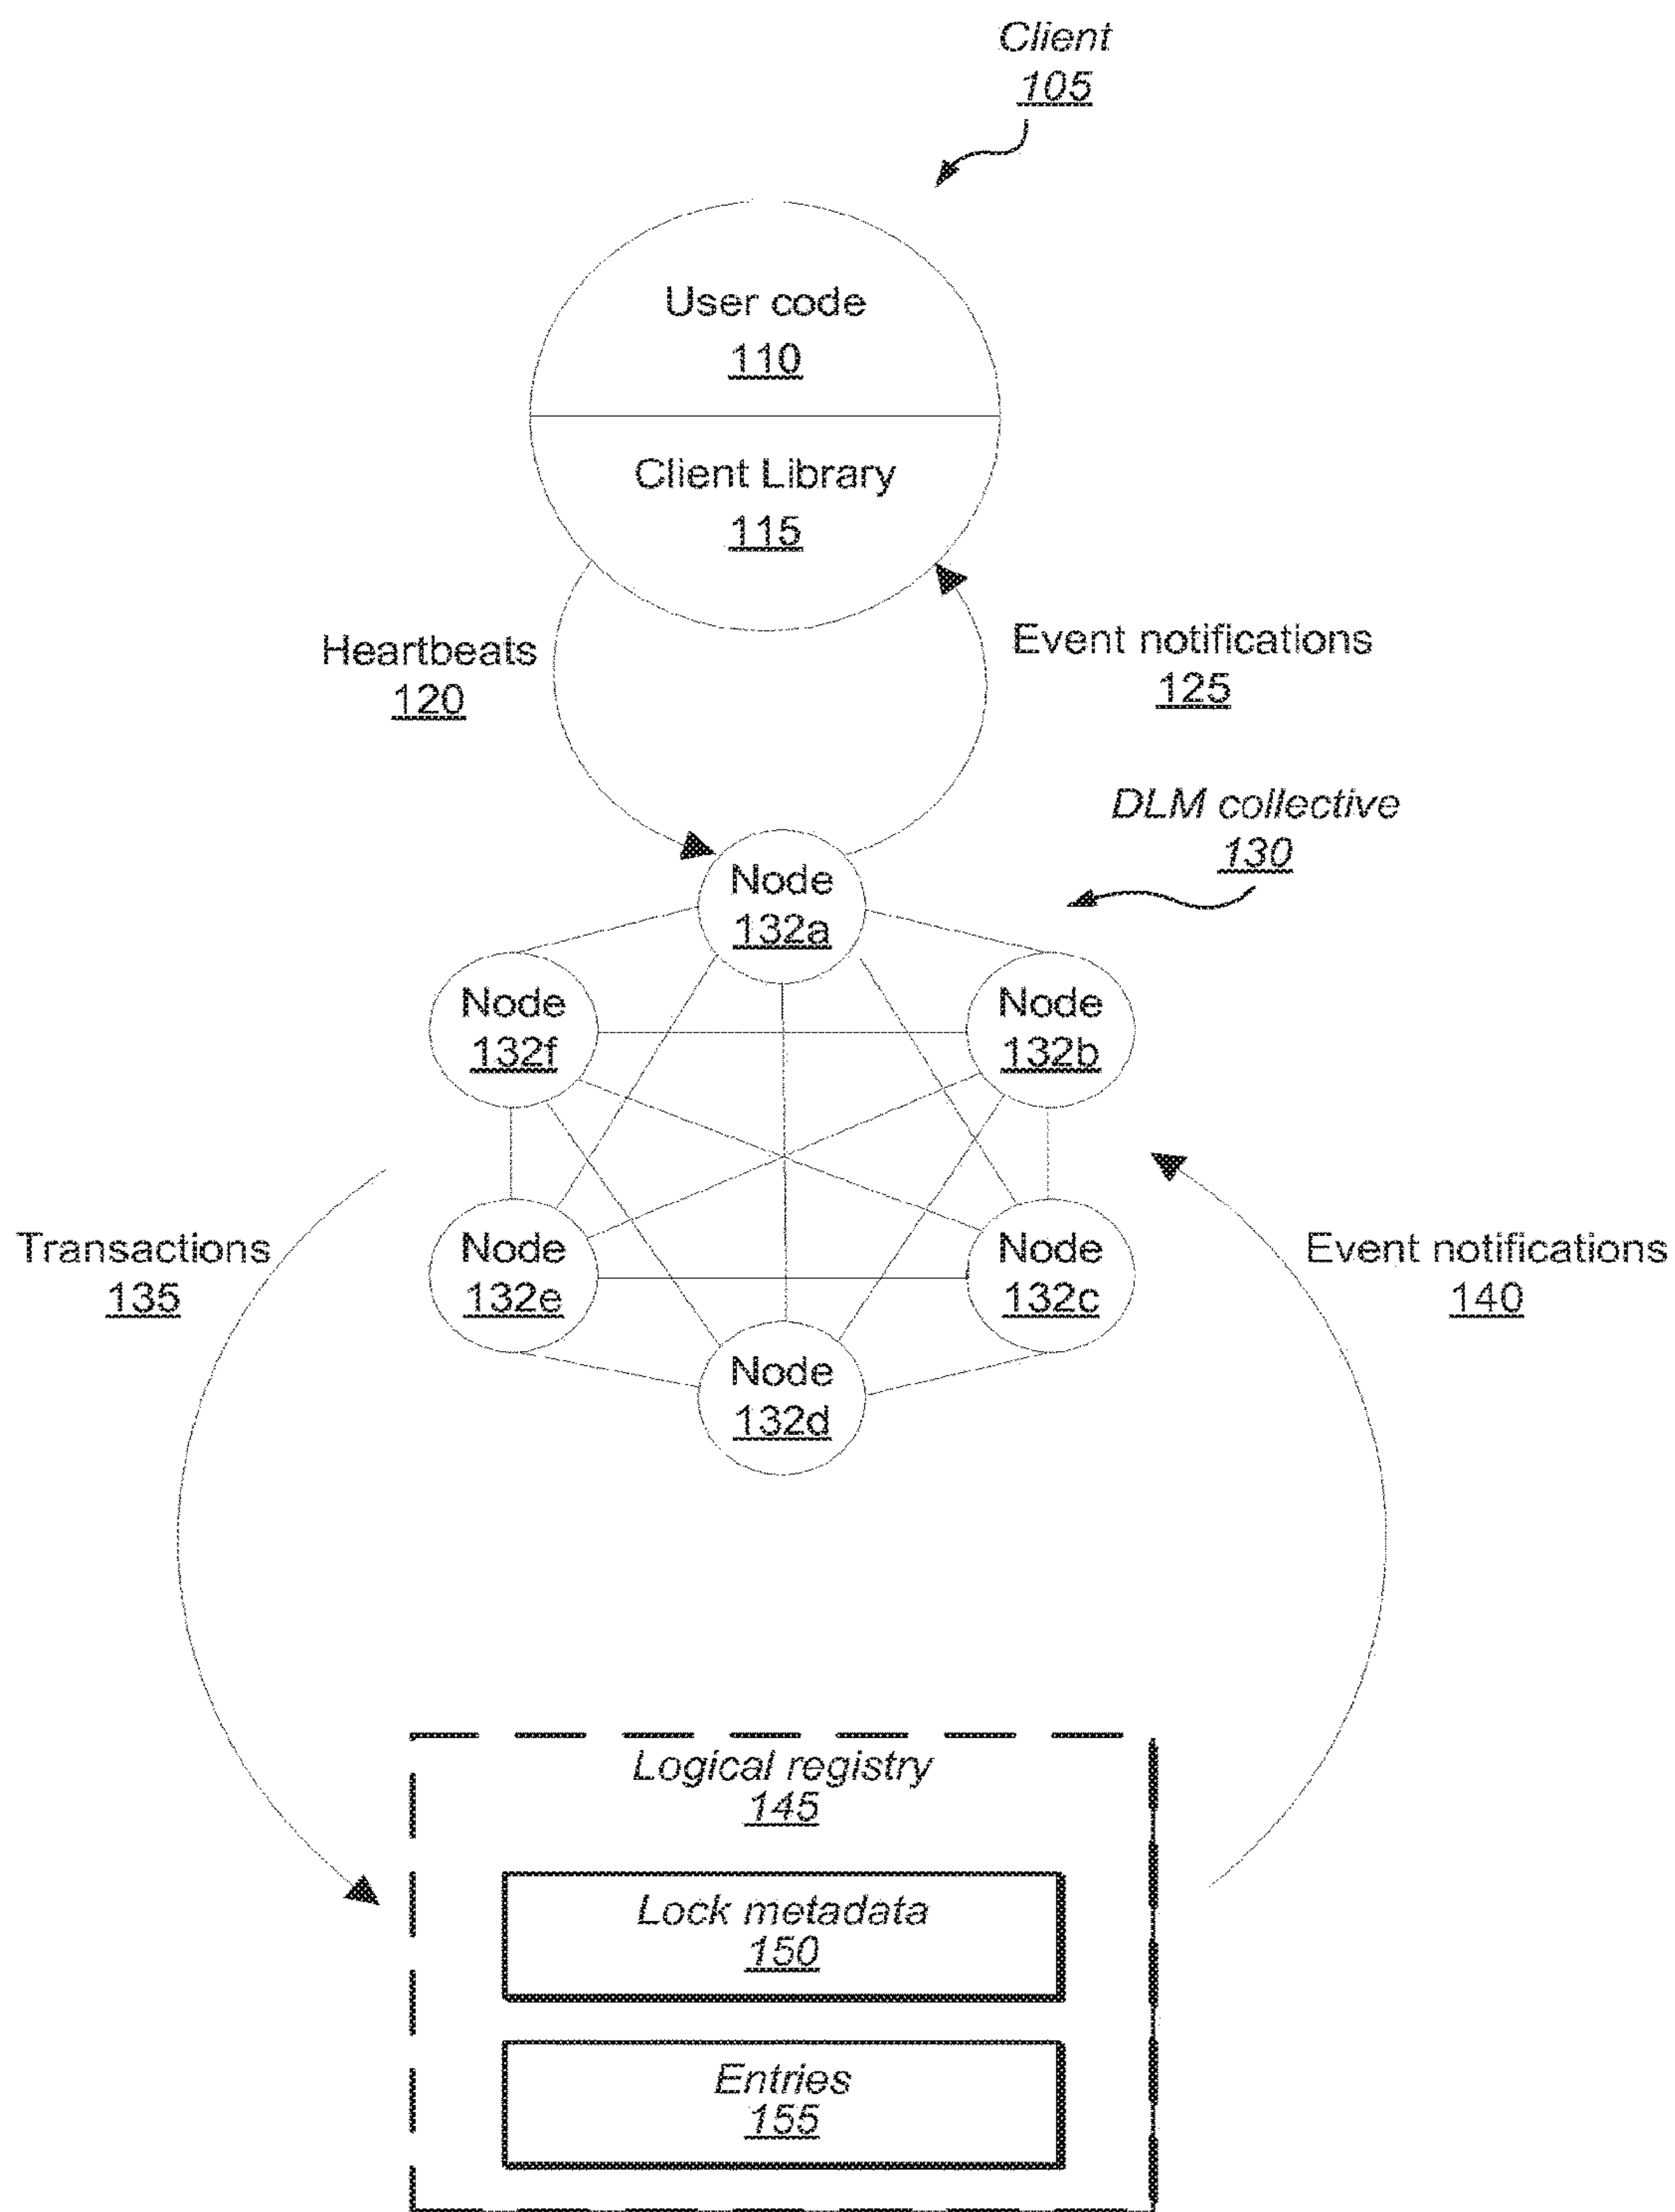 Client
105
User code
110
Client Library
115
Heartbeats
120
Event notifications
125
DLM collective
130
Node
132a
Node
132f
Node
132b
Transactions
135
Node
132e
Node
132c
Event notifications
140
Node
132d
Logical registry
145
Lock metadata
150
Entries
155